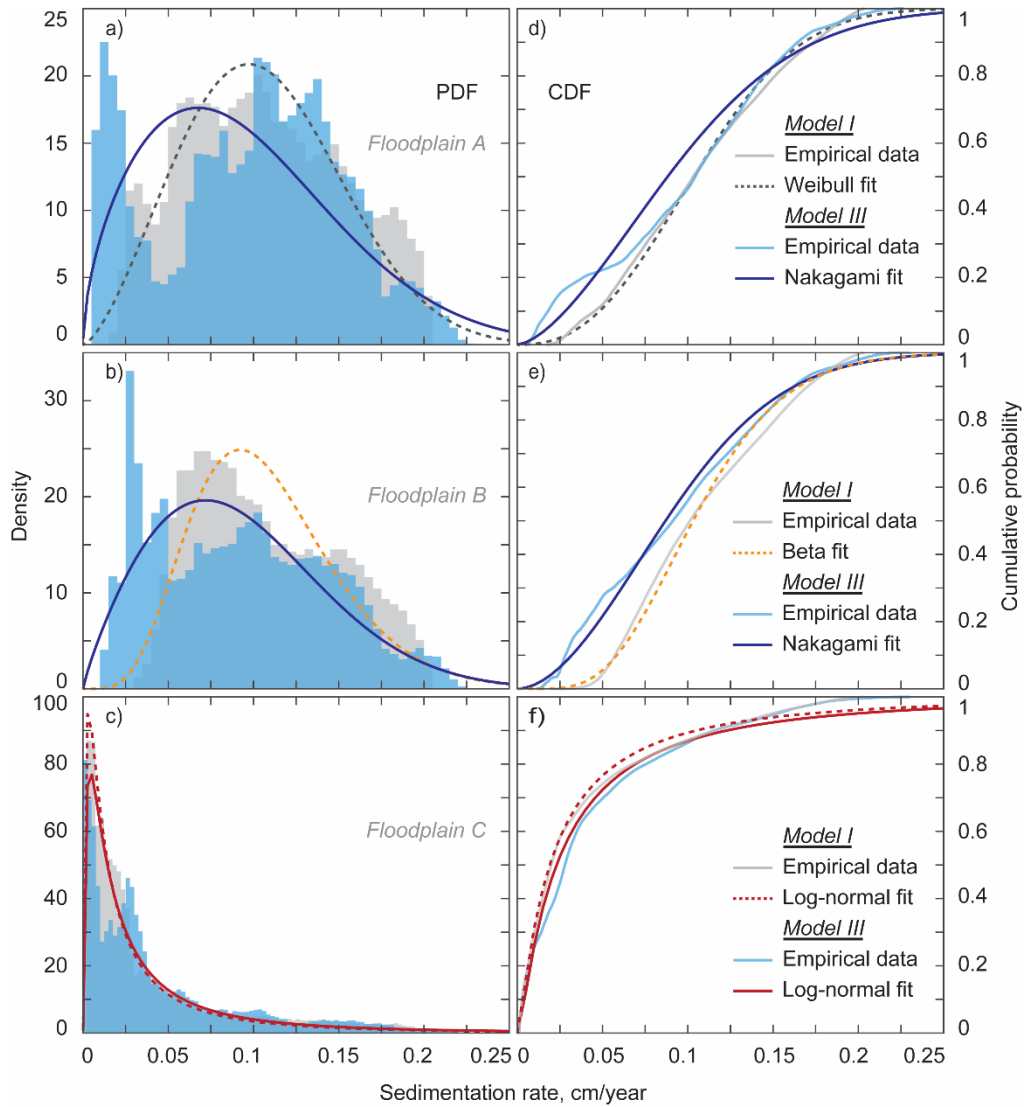 a)
PDF
Floodplain A
25
20
15
10
5
0
d)
CDF
Model I
Empirical data
Weibull fit
Model III
Empirical data
Nakagami fit
1
0.8
0.6
0.4
0.2
0
b)
Floodplain B
30
20
10
0
Density
e)
Model I
Empirical data
Beta fit
Model III
Empirical data
Nakagami fit
1
0.8
0.6
0.4
0.2
0
Cumulative probability
c)
Floodplain C
100
80
60
40
20
0
0
0.05
0.1
0.15
0.2
f)
Model I
Empirical data
Log-normal fit
Model III
Empirical data
Log-normal fit
1
0.8
0.6
0.4
0.2
0
0
0.05
0.1
0.15
0.2
0.25
Sedimentation rate, cm/year